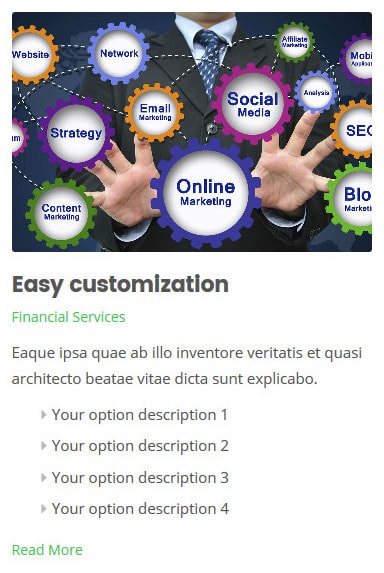 Affiliate
Marketing
Website
Network
Mobi
Applicat
Analysis
Email
Marketing
Social
Media
Strategy
SEO
Online
Marketing
Blo
Marketi
Content
Marketing
Easy customization
Financial Services
Eaque ipsa quae ab illo inventore veritatis et quasi
architecto beatae vitae dicta sunt explicabo.
Your option description 1
Your option description 2
Your option description 3
Your option description 4
Read More